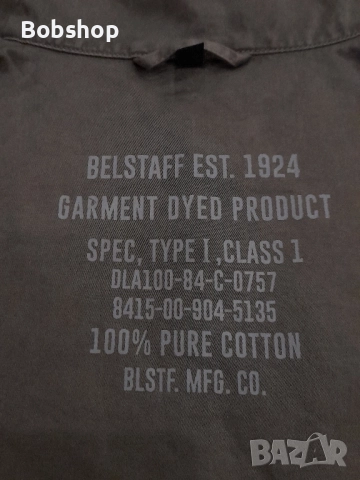 Bobshop
BELSTAFF EST. 1924
GARMENT DYED PRODUCT
SPEC, TYPE I, CLASS 1
DLA100-84-C-0757
8415-00-904-5135
100% PURE COTTON
BLSTF. MFG. CO.
BAZAR